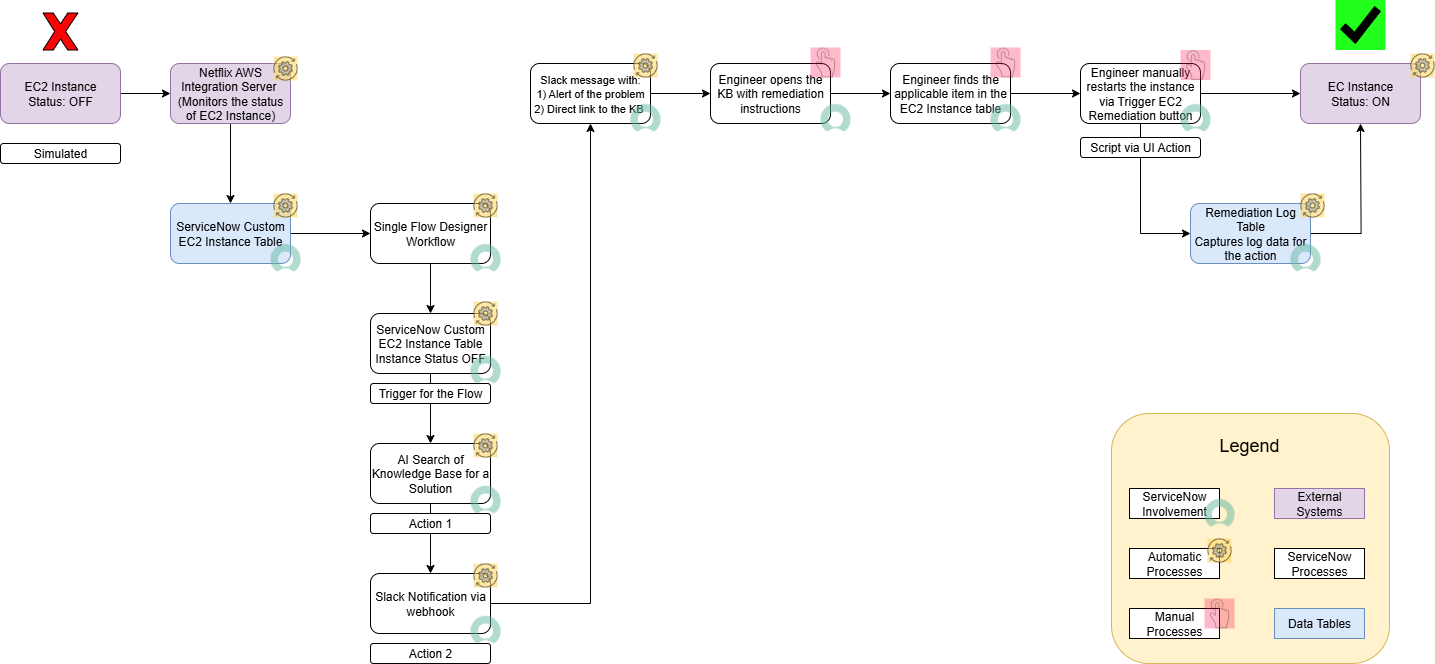 EC2 Instance
Status: OFF
Simulated
Netflix AWS
Integration Server
(Monitors the status
of EC2 Instance)
ServiceNow Custom
EC2 Instance Table
Single Flow Designer
Workflow
ServiceNow Custom
EC2 Instance Table
Instance Status OFF
Trigger for the Flow
AI Search of
Knowledge Base for a
Solution
Action 1
Slack Notification via
webhook
Action 2
Slack message with:
1) Alert of the problem
2) Direct link to the KB
Engineer opens the
KB with remediation
instructions
Engineer finds the
applicable item in the
EC2 Instance table
Engineer manually
restarts the instance
via Trigger EC2
Remediation button
Script via UI Action
Remediation Log
Table
Captures log data for
the action
EC Instance
Status: ON
Legend
ServiceNow
Involvement
External
Systems
Automatic
Processes
ServiceNow
Processes
Manual
Processes
Data Tables